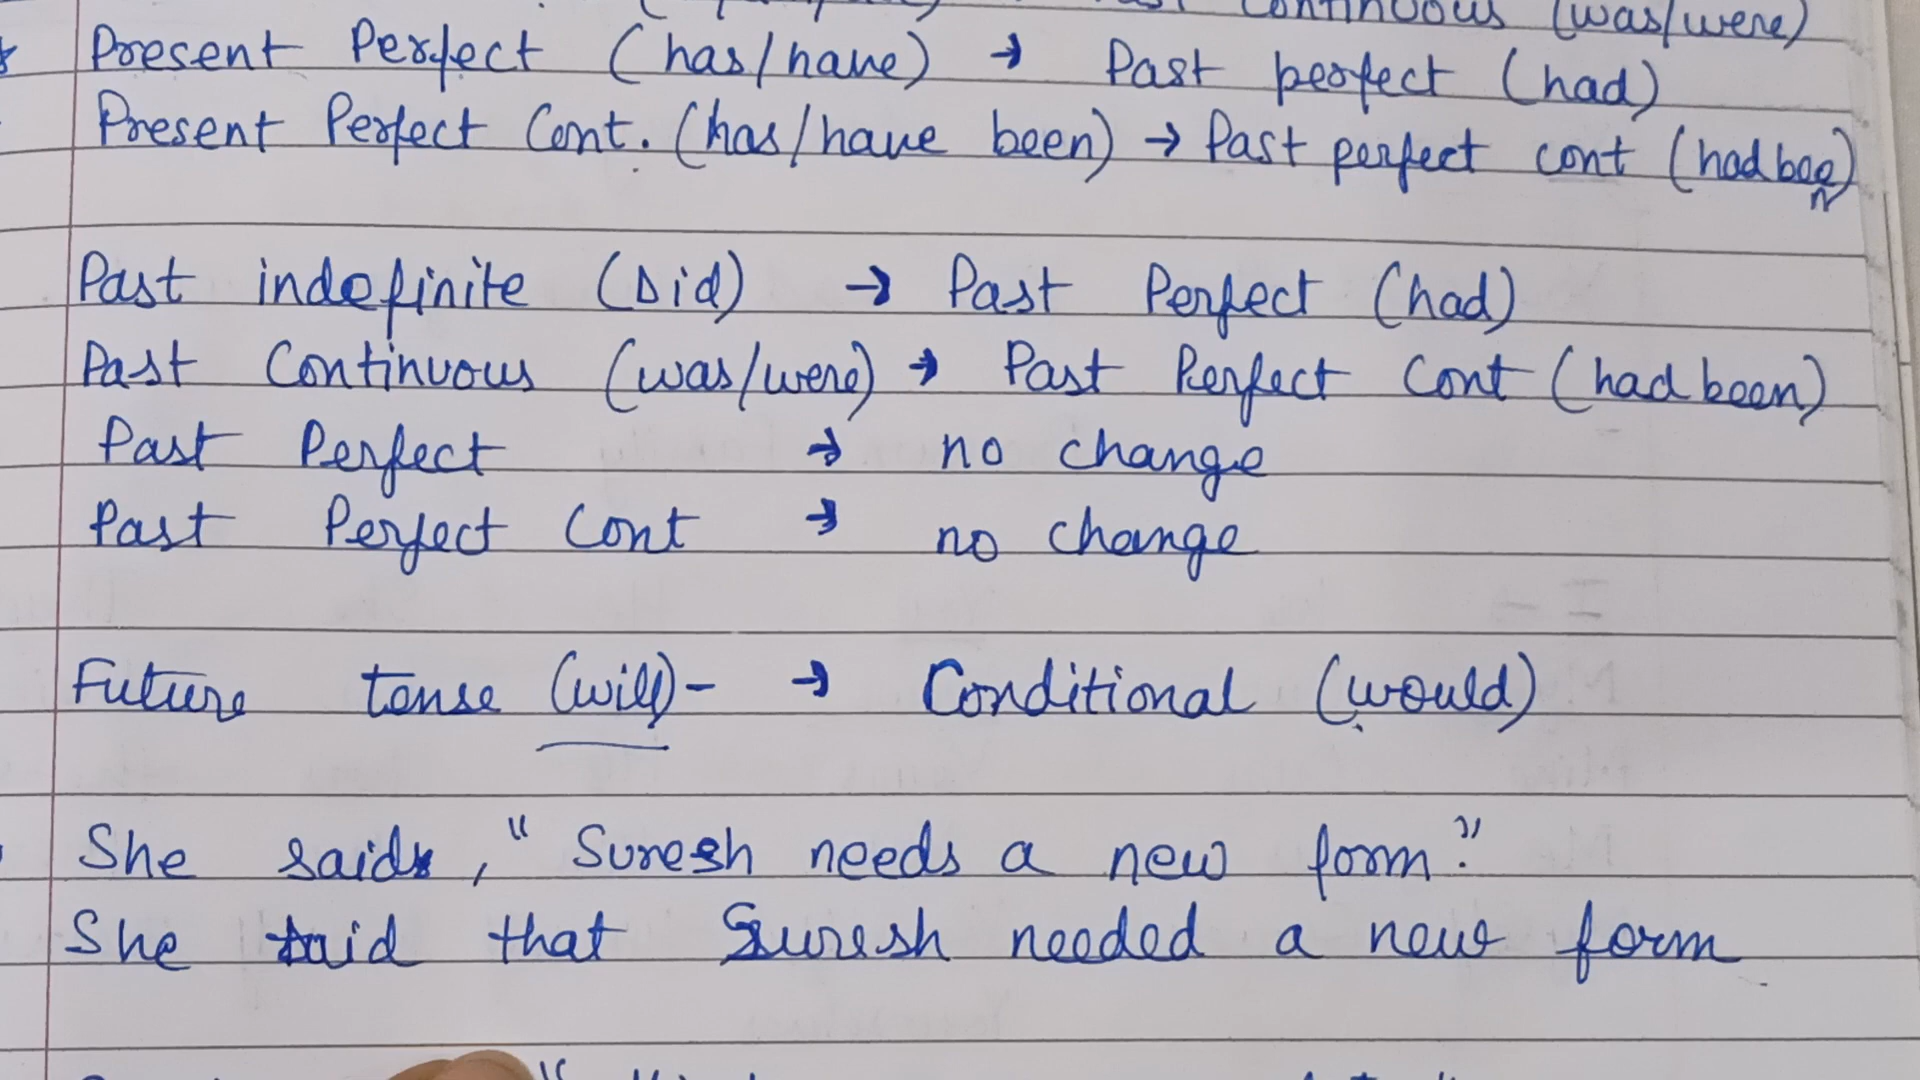 Continuous (was/were)
Present Perfect (has/have) → Past perfect (had)
Present Perfect Cont. (has/have been) → Past perfect cont (had been)
Past indefinite (Did) → Past Perfect (had)
Past Continuous (was/were) → Past Perfect Cont (had been)
Past Perfect → no change
Past Perfect Cont → no change
Future tense (will)- → Conditional (would)
She said, "Suresh needs a new form."
She said that Suresh needed a new form